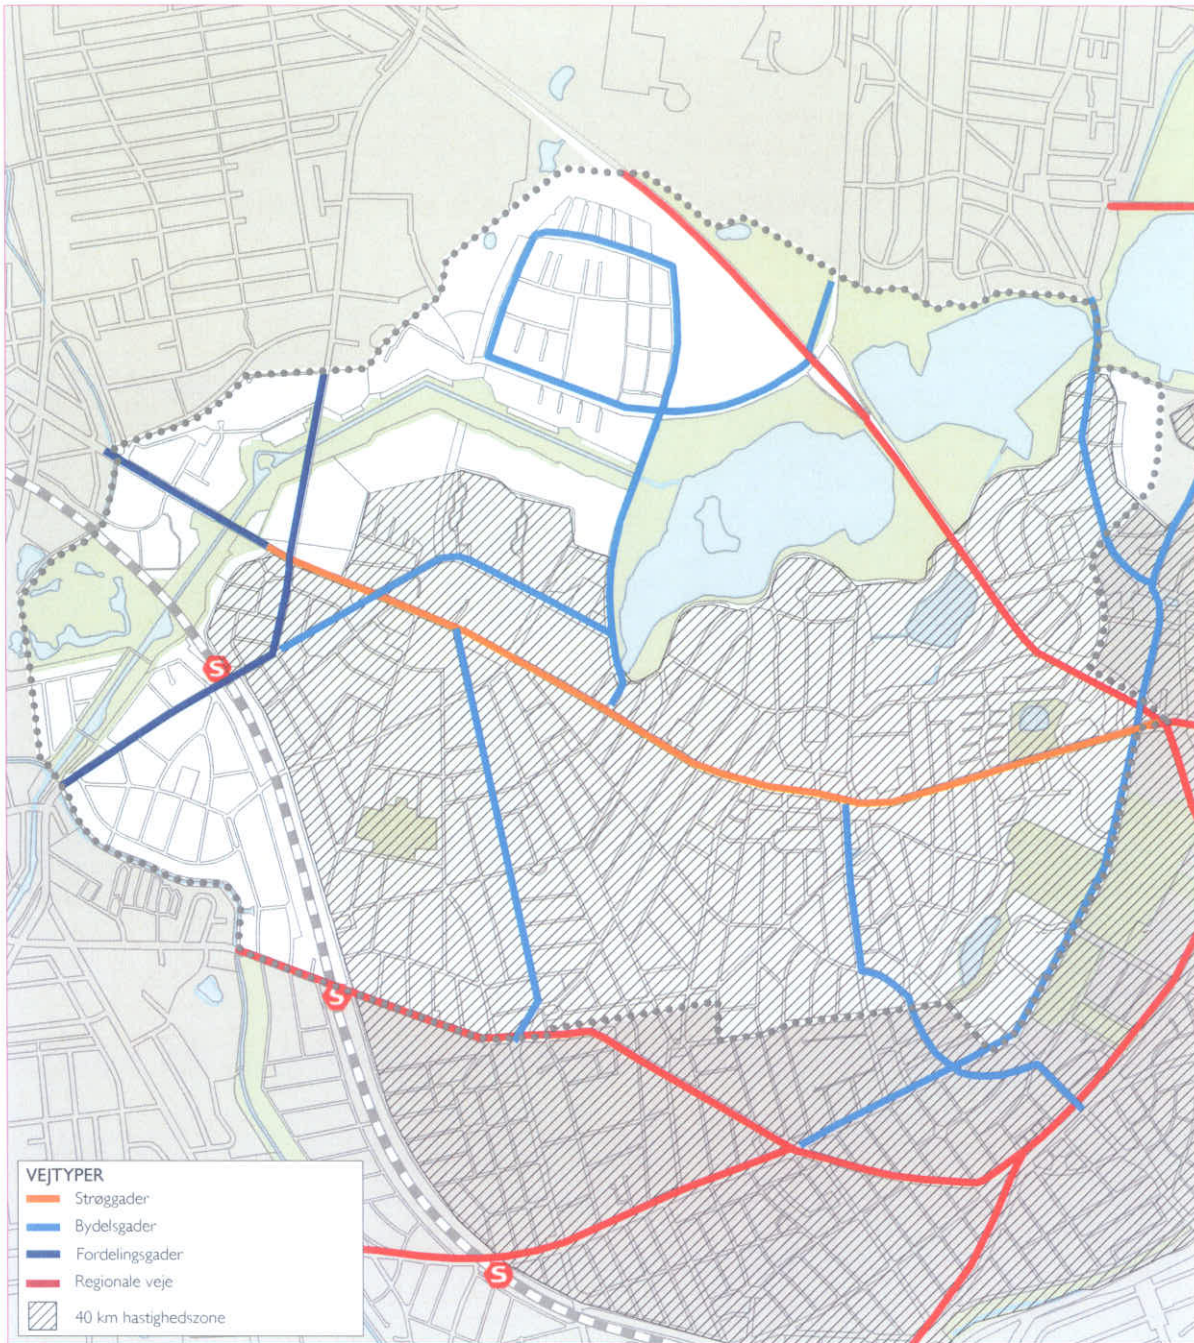 S
S
S
VEJTYPER
Strøggader
Bydelsgader
Fordelingsgader
Regionale veje
40 km hastighedszone